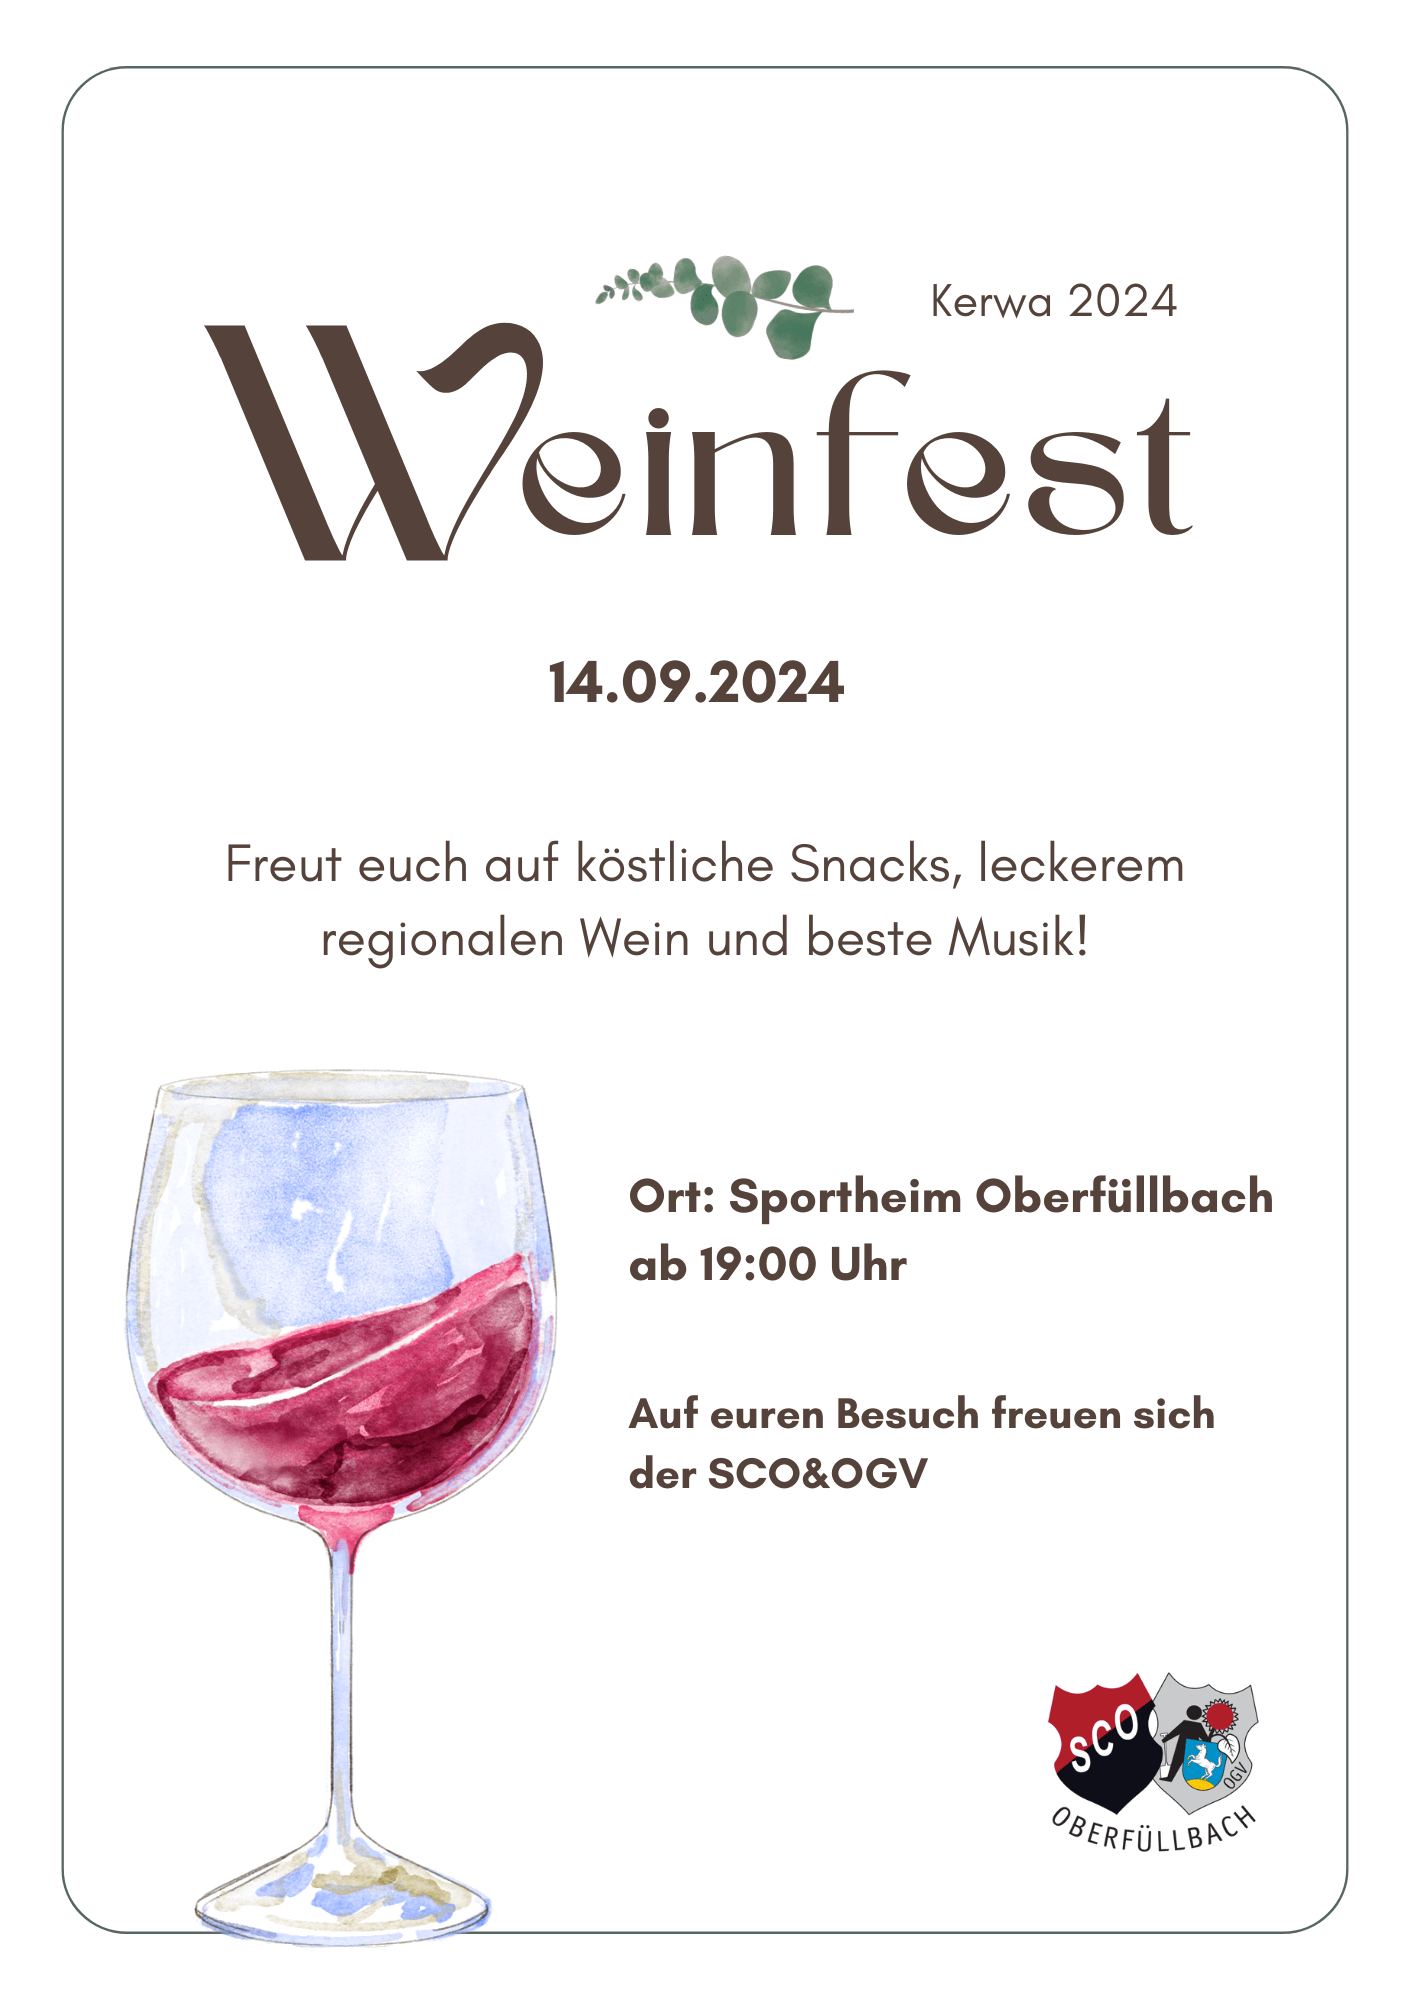 Kerwa 2024
Weinfest
14.09.2024
Freut euch auf köstliche Snacks, leckerem
regionalen Wein und beste Musik!
Ort: Sportheim Oberfüllbach
ab 19:00 Uhr
Auf euren Besuch freuen sich
der SCO&OGV
SCO
OGV
OBERFÜLLBACH